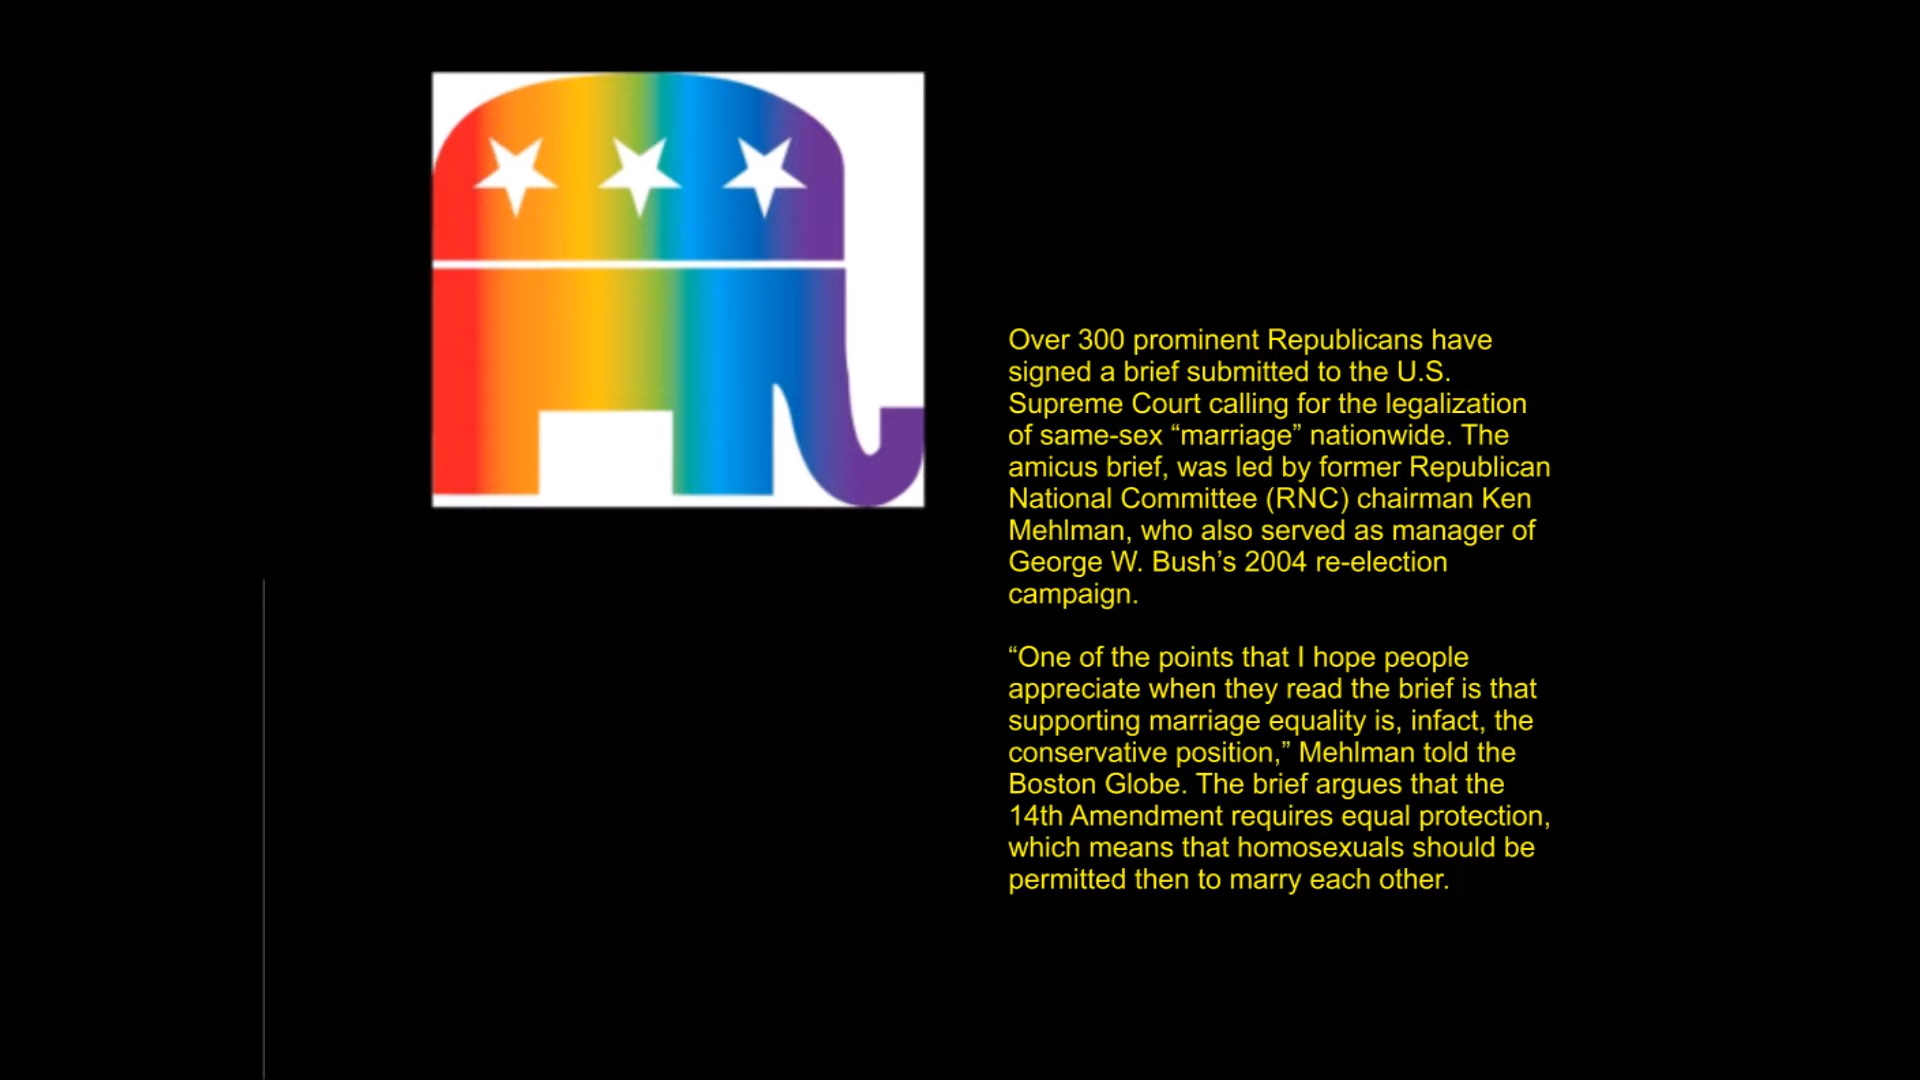 Over 300 prominent Republicans have
signed a brief submitted to the U.S.
Supreme Court calling for the legalization
of same-sex “marriage” nationwide. The
amicus brief, was led by former Republican
National Committee (RNC) chairman Ken
Mehlman, who also served as manager of
George W. Bush’s 2004 re-election
campaign.
“One of the points that I hope people
appreciate when they read the brief is that
supporting marriage equality is, infact, the
conservative position,” Mehlman told the
Boston Globe. The brief argues that the
14th Amendment requires equal protection,
which means that homosexuals should be
permitted then to marry each other.